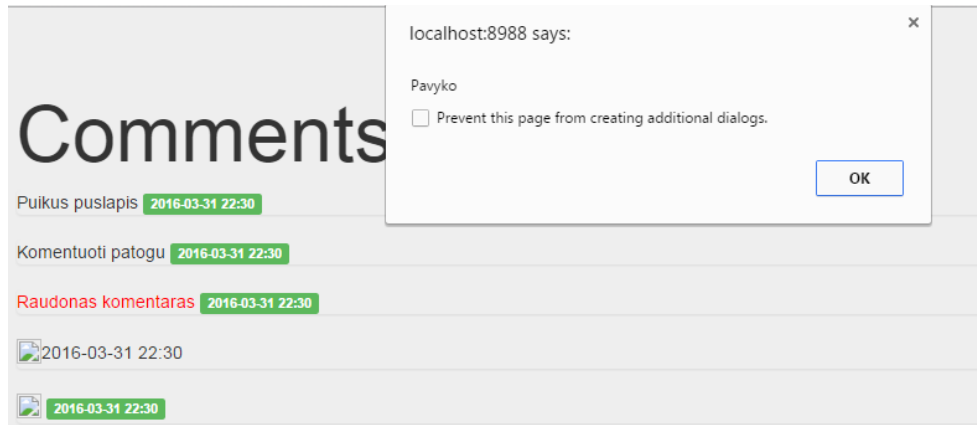 localhost:8988 says:
Pavyko
Prevent this page from creating additional dialogs.
OK
Comments
Puikus puslapis 2016-03-31 22:30
Komentuoti patogu 2016-03-31 22:30
Raudonas komentaras 2016-03-31 22:30
2016-03-31 22:30
2016-03-31 22:30